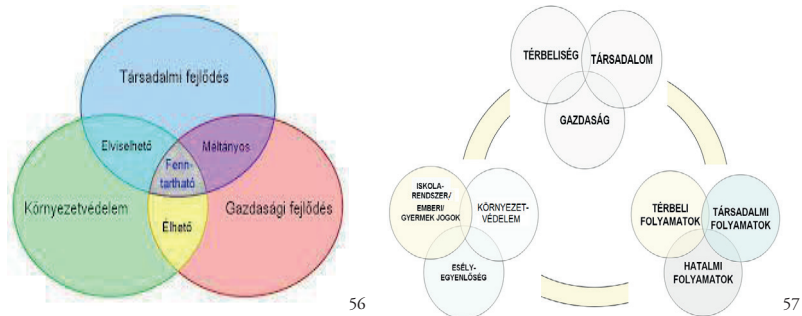 Társadalmi fejlődés
Elviselhető
Méltányos
Fenn-
tartható
Környezetvédelem
Gazdasági fejlődés
Élhető
56
TÉRBELISÉG
TÁRSADALOM
GAZDASÁG
ISKOLA-
RENDSZER/
EMBERI/
GYERMEK JOGOK
KÖRNYEZET-
VÉDELEM
ESÉLY-
EGYENLŐSÉG
TÉRBELI
FOLYAMATOK
TÁRSADALMI
FOLYAMATOK
HATALMI
FOLYAMATOK
57